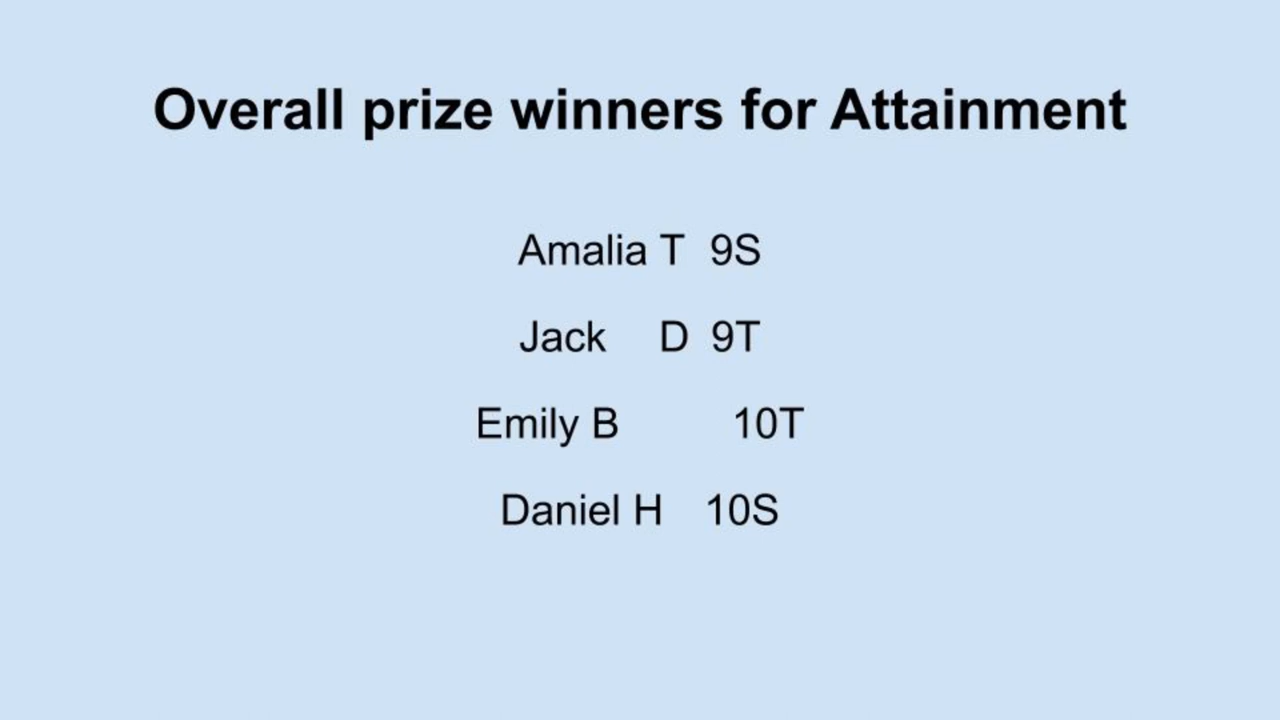 Overall prize winners for Attainment
Amalia T 9S
Jack D 9T
Emily B 10T
Daniel H 10S